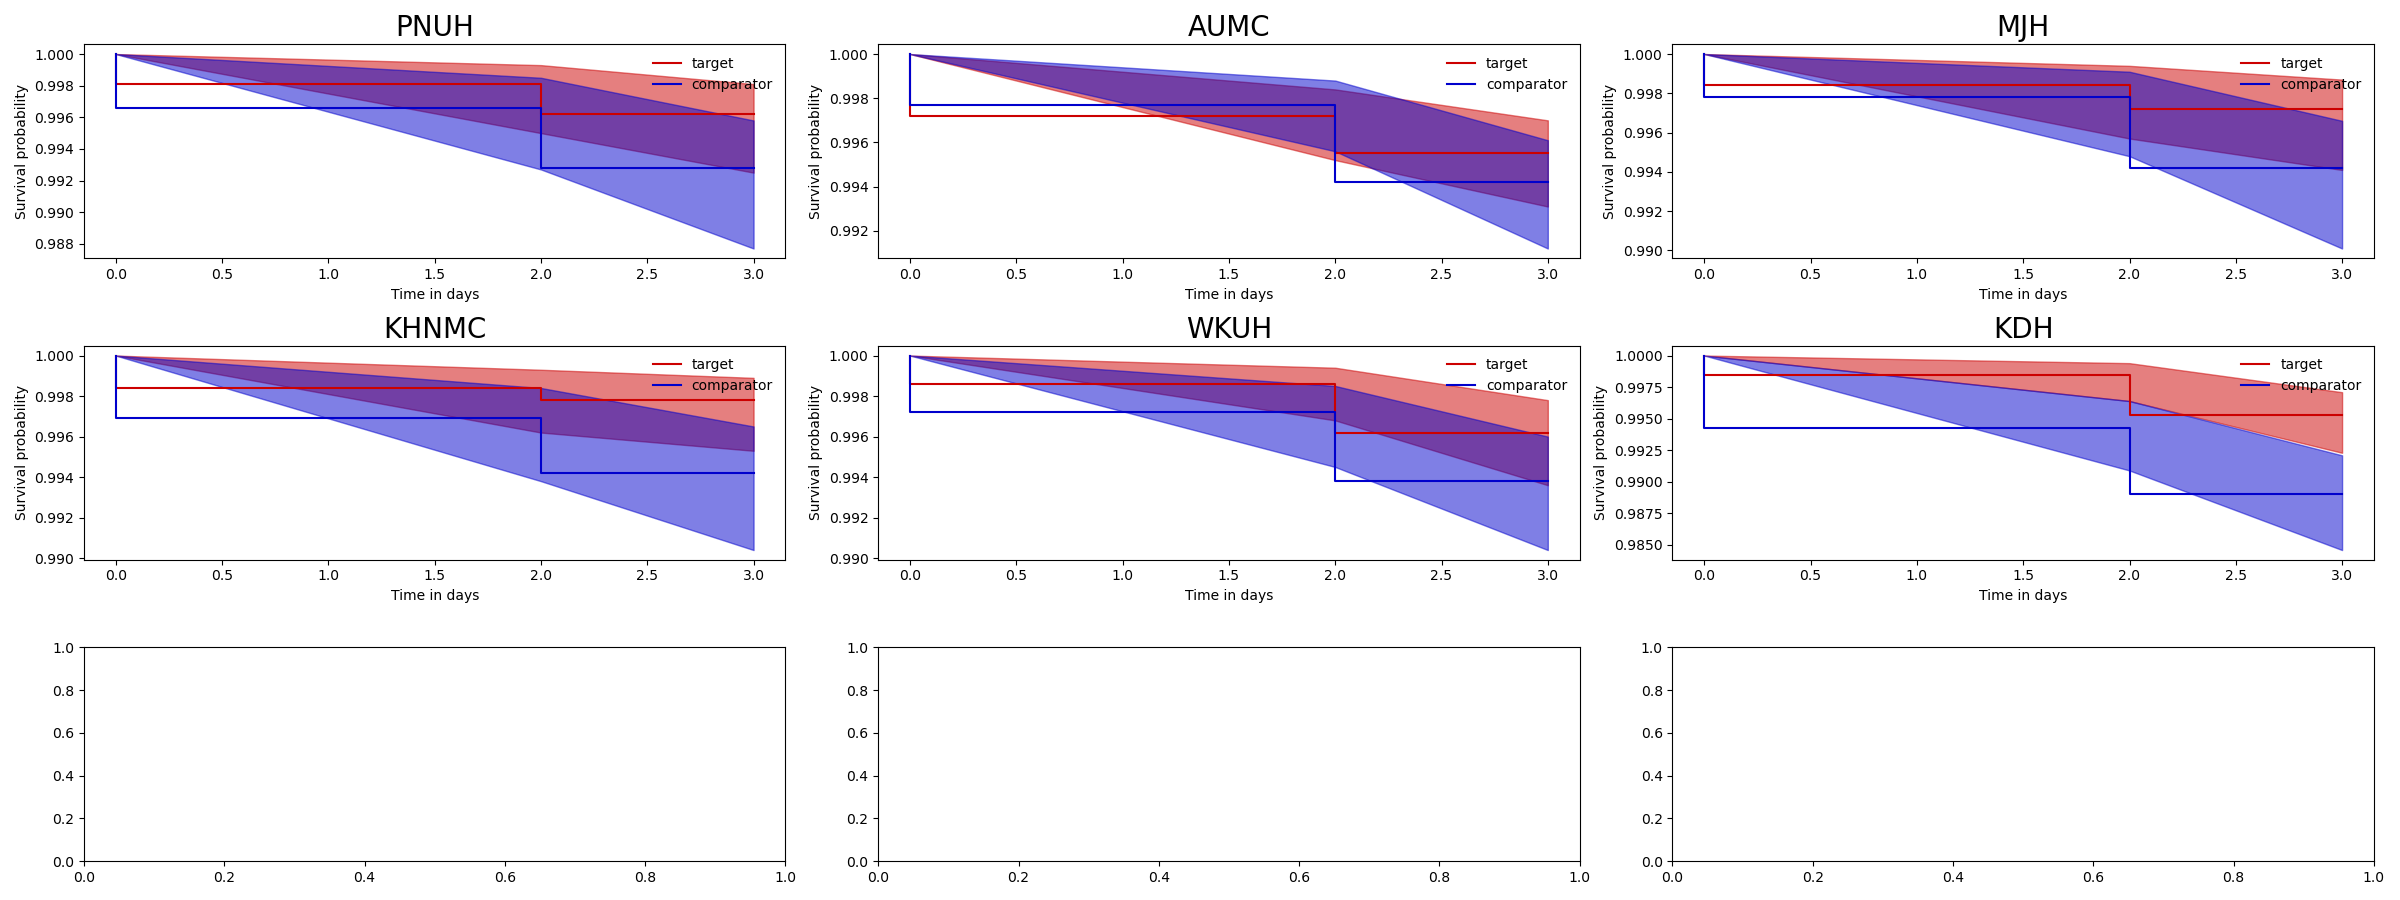 PNUH
1.000
0.998
0.996
0.994
0.992
0.990
0.988
Survival probability
target
comparator
0.0 0.5 1.0 1.5 2.0 2.5 3.0
Time in days
AUMC
1.000
0.998
0.996
0.994
0.992
Survival probability
target
comparator
0.0 0.5 1.0 1.5 2.0 2.5 3.0
Time in days
MJH
1.000
0.998
0.996
0.994
0.992
0.990
Survival probability
target
comparator
0.0 0.5 1.0 1.5 2.0 2.5 3.0
Time in days
KHNMC
1.000
0.998
0.996
0.994
0.992
0.990
Survival probability
target
comparator
0.0 0.5 1.0 1.5 2.0 2.5 3.0
Time in days
WKUH
1.000
0.998
0.996
0.994
0.992
0.990
Survival probability
target
comparator
0.0 0.5 1.0 1.5 2.0 2.5 3.0
Time in days
KDH
1.0000
0.9975
0.9950
0.9925
0.9900
0.9875
0.9850
Survival probability
target
comparator
0.0 0.5 1.0 1.5 2.0 2.5 3.0
Time in days
1.0
0.8
0.6
0.4
0.2
0.0
0.0 0.2 0.4 0.6 0.8 1.0
1.0
0.8
0.6
0.4
0.2
0.0
0.0 0.2 0.4 0.6 0.8 1.0
1.0
0.8
0.6
0.4
0.2
0.0
0.0 0.2 0.4 0.6 0.8 1.0